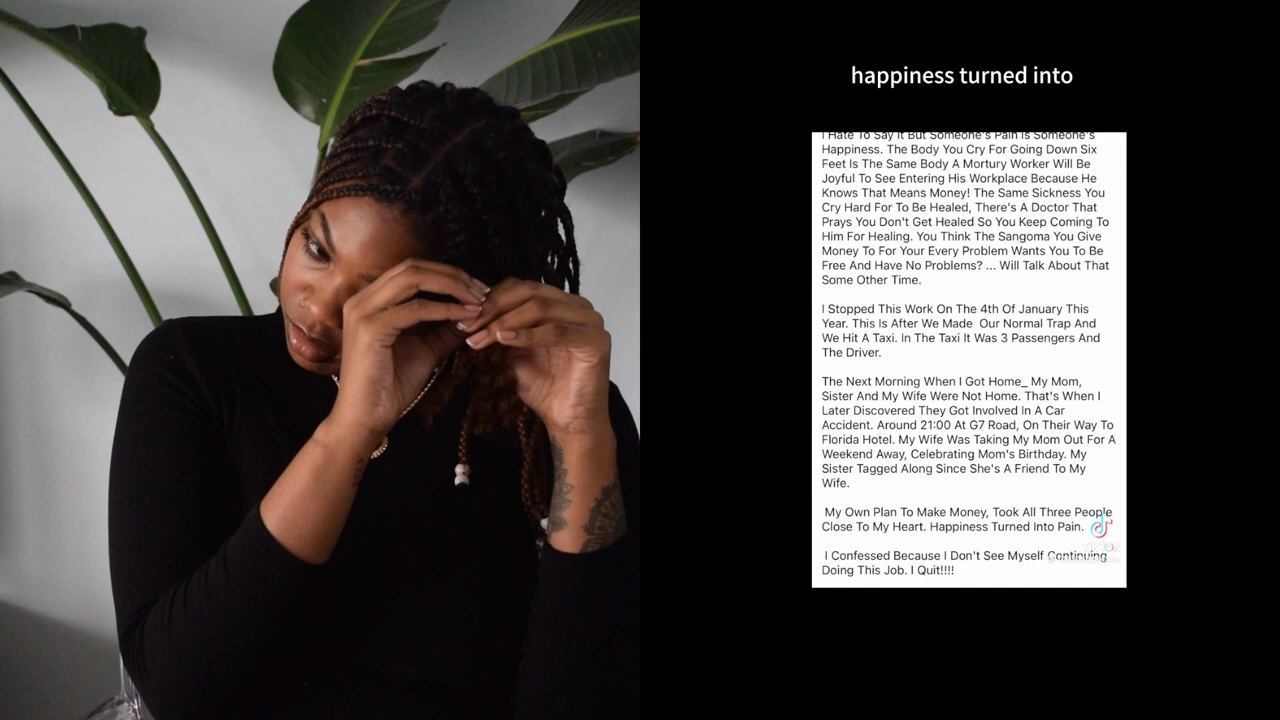 happiness turned into
I Hate To Say It But Someone's Pain Is Someone's
Happiness. The Body You Cry For Going Down Six
Feet Is The Same Body A Mortury Worker Will Be
Joyful To See Entering His Workplace Because He
Knows That Means Money! The Same Sickness You
Cry Hard For To Be Healed, There's A Doctor That
Prays You Don't Get Healed So You Keep Coming To
Him For Healing. You Think The Sangoma You Give
Money To For Your Every Problem Wants You To Be
Free And Have No Problems? ... Will Talk About That
Some Other Time.
I Stopped This Work On The 4th Of January This
Year. This Is After We Made  Our Normal Trap And
We Hit A Taxi. In The Taxi It Was 3 Passengers And
The Driver.
The Next Morning When I Got Home_ My Mom,
Sister And My Wife Were Not Home. That's When I
Later Discovered They Got Involved In A Car
Accident. Around 21:00 At G7 Road, On Their Way To
Florida Hotel. My Wife Was Taking My Mom Out For A
Weekend Away, Celebrating Mom's Birthday. My
Sister Tagged Along Since She's A Friend To My
Wife.
My Own Plan To Make Money, Took All Three People
Close To My Heart. Happiness Turned Into Pain.
I Confessed Because I Don't See Myself Continuing
Doing This Job. I Quit!!!!